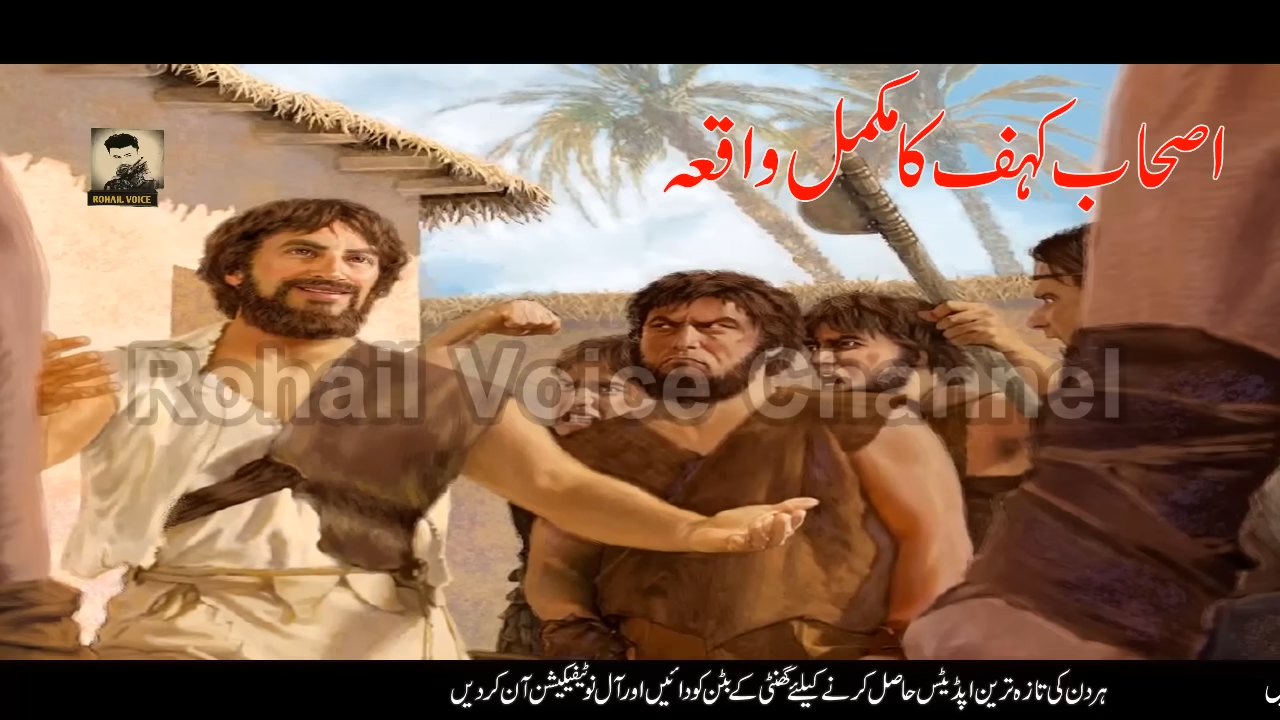 اصحاب کہف کا مکمل واقعہ
ROHAIL VOICE
Rohail Voice Channel
ہر دن کی تازہ ترین اپڈیٹس حاصل کرنے کیلئے گھنٹی کے بٹن کو دائیں اور آل نوٹیفیکیشن آن کر دیں